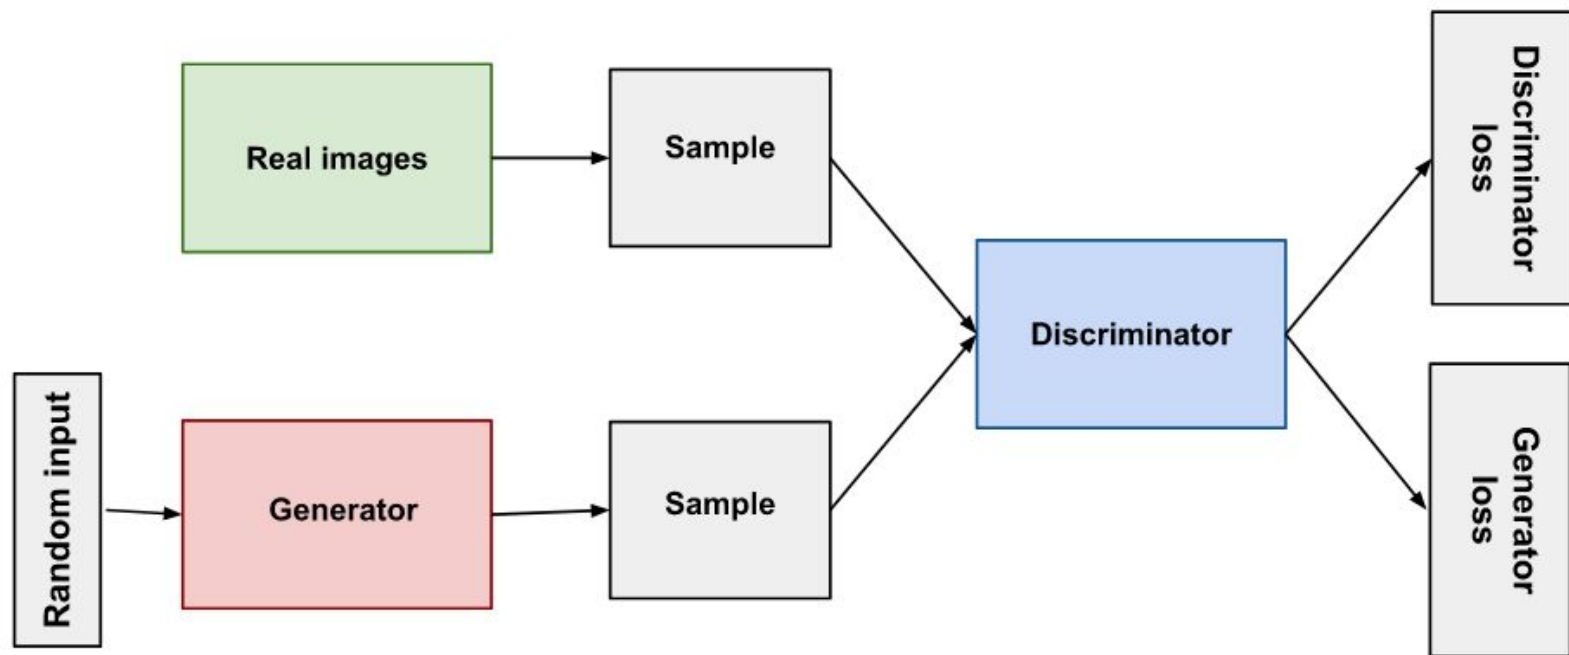 Real images
Sample
Discriminator
loss
Discriminator
Random input
Generator
Sample
Generator
loss